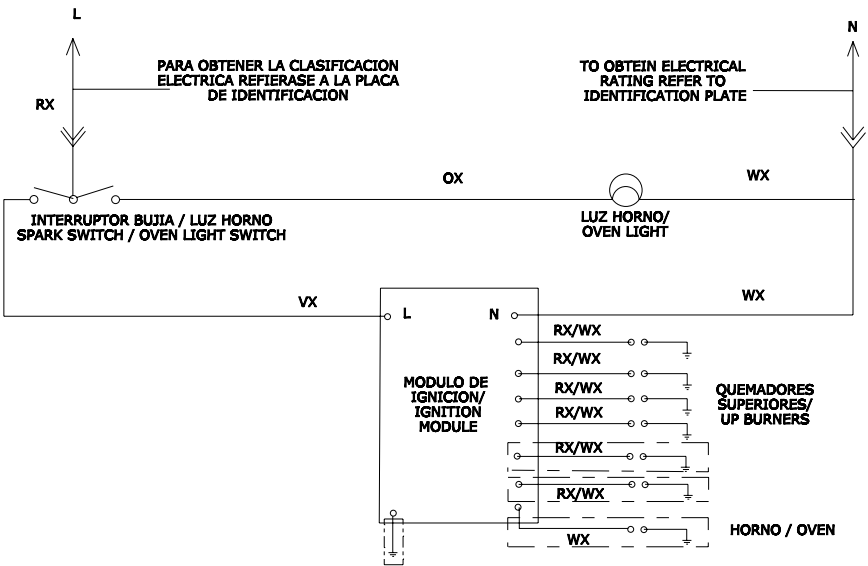 L
N
PARA OBTENER LA CLASIFICACION
ELECTRICA REFIERASE A LA PLACA
DE IDENTIFICACION
TO OBTEIN ELECTRICAL
RATING REFER TO
IDENTIFICATION PLATE
RX
OX
WX
INTERRUPTOR BUJIA / LUZ HORNO
SPARK SWITCH / OVEN LIGHT SWITCH
LUZ HORNO/
OVEN LIGHT
VX
WX
L
N
RX/WX
RX/WX
RX/WX
RX/WX
RX/WX
RX/WX
WX
MODULO DE
IGNICION/
IGNITION
MODULE
QUEMADORES
SUPERIORES/
UP BURNERS
HORNO / OVEN